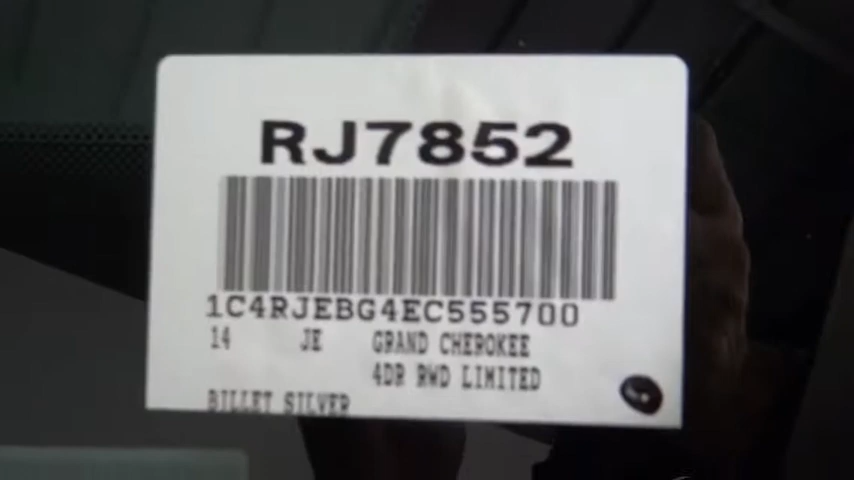 RJ7852
1C4RJEBG4EC555700
14 JE GRAND CHEROKEE
4DR RWD LIMITED
BILLET SILVER